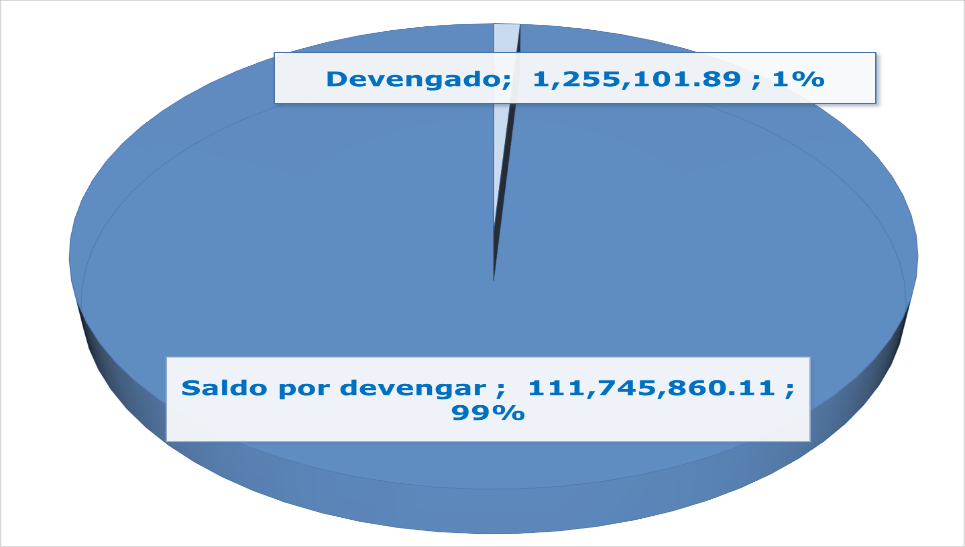 Devengado;  1,255,101.89 ; 1%
Saldo por devengar ;  111,745,860.11 ;
99%